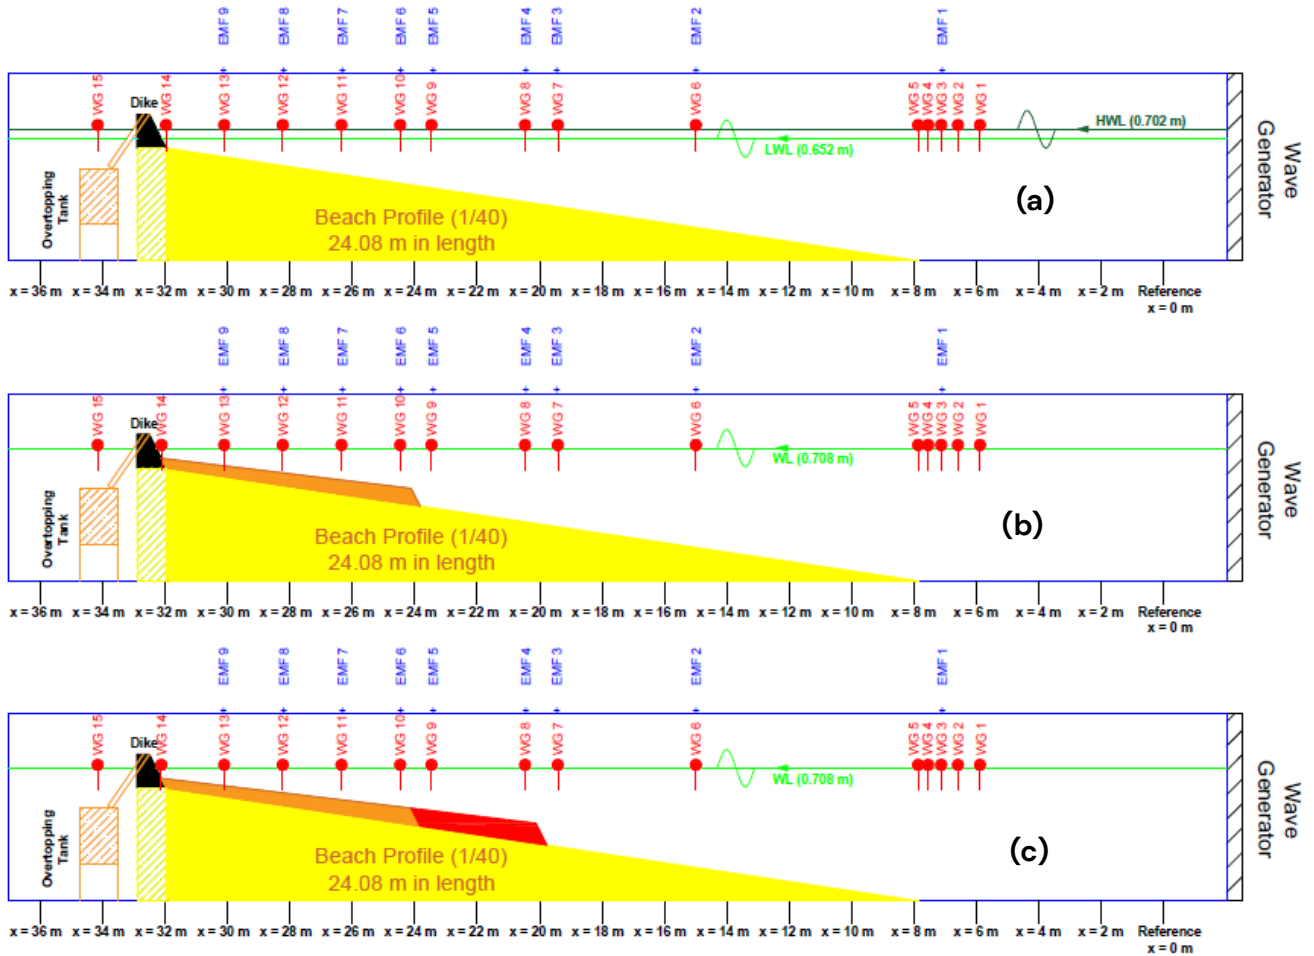 EMF 9 EMF 8 EMF 7 EMF 6 EMF 5 EMF 4 EMF 3 EMF 2 EMF 1
WG 15 WG 14 WG 13 WG 12 WG 11 WG 10 WG 9 WG 8 WG 7 WG 6 WG 5 WG 4 WG 3 WG 2 WG 1
Dike
HWL (0.702 m)
LWL (0.652 m)
Wave
Generator
Overtopping
Tank
(a)
Beach Profile (1/40)
24.08 m in length
x = 36 m x = 34 m x = 32 m x = 30 m x = 28 m x = 26 m x = 24 m x = 22 m x = 20 m x = 18 m x = 16 m x = 14 m x = 12 m x = 10 m x = 8 m x = 6 m x = 4 m x = 2 m Reference
x = 0 m
EMF 9 EMF 8 EMF 7 EMF 6 EMF 5 EMF 4 EMF 3 EMF 2 EMF 1
WG 15 WG 14 WG 13 WG 12 WG 11 WG 10 WG 9 WG 8 WG 7 WG 6 WG 5 WG 4 WG 3 WG 2 WG 1
Dike
WL (0.708 m)
Wave
Generator
Overtopping
Tank
(b)
Beach Profile (1/40)
24.08 m in length
x = 36 m x = 34 m x = 32 m x = 30 m x = 28 m x = 26 m x = 24 m x = 22 m x = 20 m x = 18 m x = 16 m x = 14 m x = 12 m x = 10 m x = 8 m x = 6 m x = 4 m x = 2 m Reference
x = 0 m
EMF 9 EMF 8 EMF 7 EMF 6 EMF 5 EMF 4 EMF 3 EMF 2 EMF 1
WG 15 WG 14 WG 13 WG 12 WG 11 WG 10 WG 9 WG 8 WG 7 WG 6 WG 5 WG 4 WG 3 WG 2 WG 1
Dike
WL (0.708 m)
Wave
Generator
Overtopping
Tank
(c)
Beach Profile (1/40)
24.08 m in length
x = 36 m x = 34 m x = 32 m x = 30 m x = 28 m x = 26 m x = 24 m x = 22 m x = 20 m x = 18 m x = 16 m x = 14 m x = 12 m x = 10 m x = 8 m x = 6 m x = 4 m x = 2 m Reference
x = 0 m